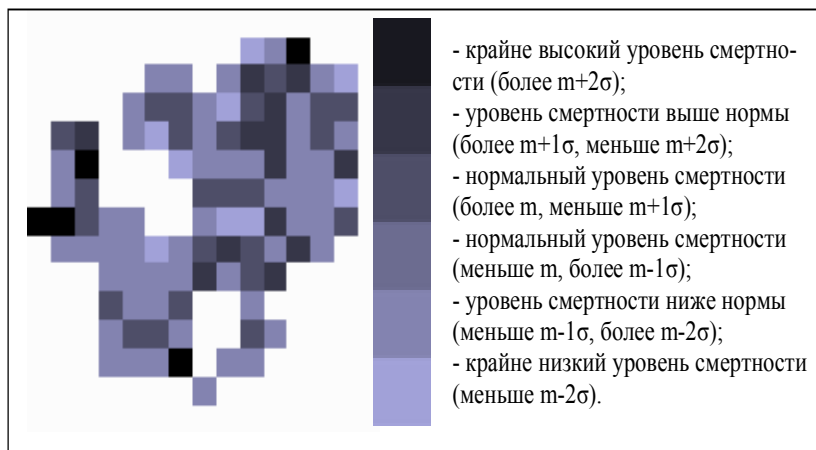 - крайне высокий уровень смертно-
сти (более m+2σ);
- уровень смертности выше нормы
(более m+1σ, меньше m+2σ);
- нормальный уровень смертности
(более m, меньше m+1σ);
- нормальный уровень смертности
(меньше m, более m-1σ);
- уровень смертности ниже нормы
(меньше m-1σ, более m-2σ);
- крайне низкий уровень смертности
(меньше m-2σ).